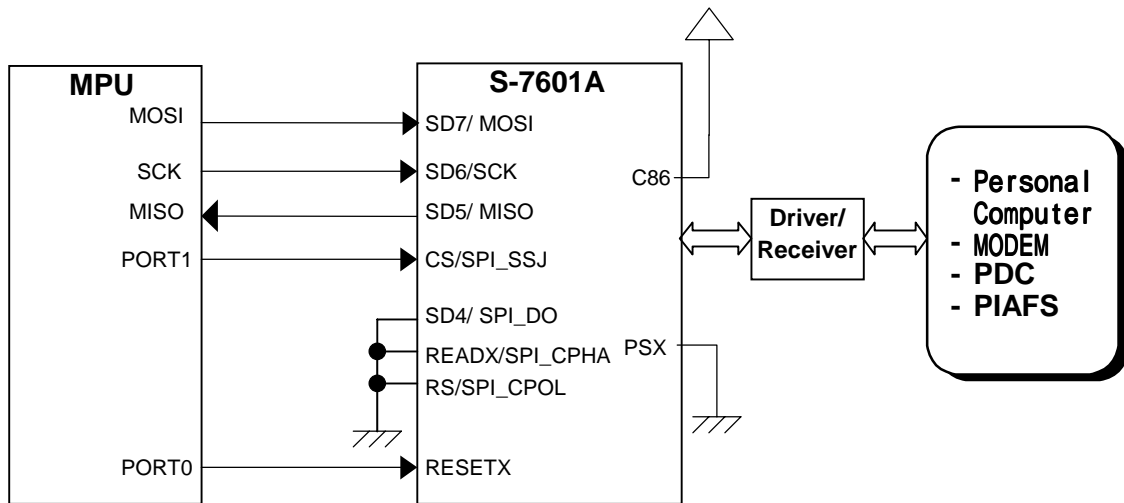 MPU
MOSI
SCK
MISO
PORT1
PORT0
S-7601A
SD7/ MOSI
SD6/SCK
SD5/ MISO
CS/SPI_SSJ
SD4/ SPI_DO
READX/SPI_CPHA
RS/SPI_CPOL
RESETX
C86
PSX
Driver/
Receiver
- Personal
Computer
- MODEM
- PDC
- PIAFS